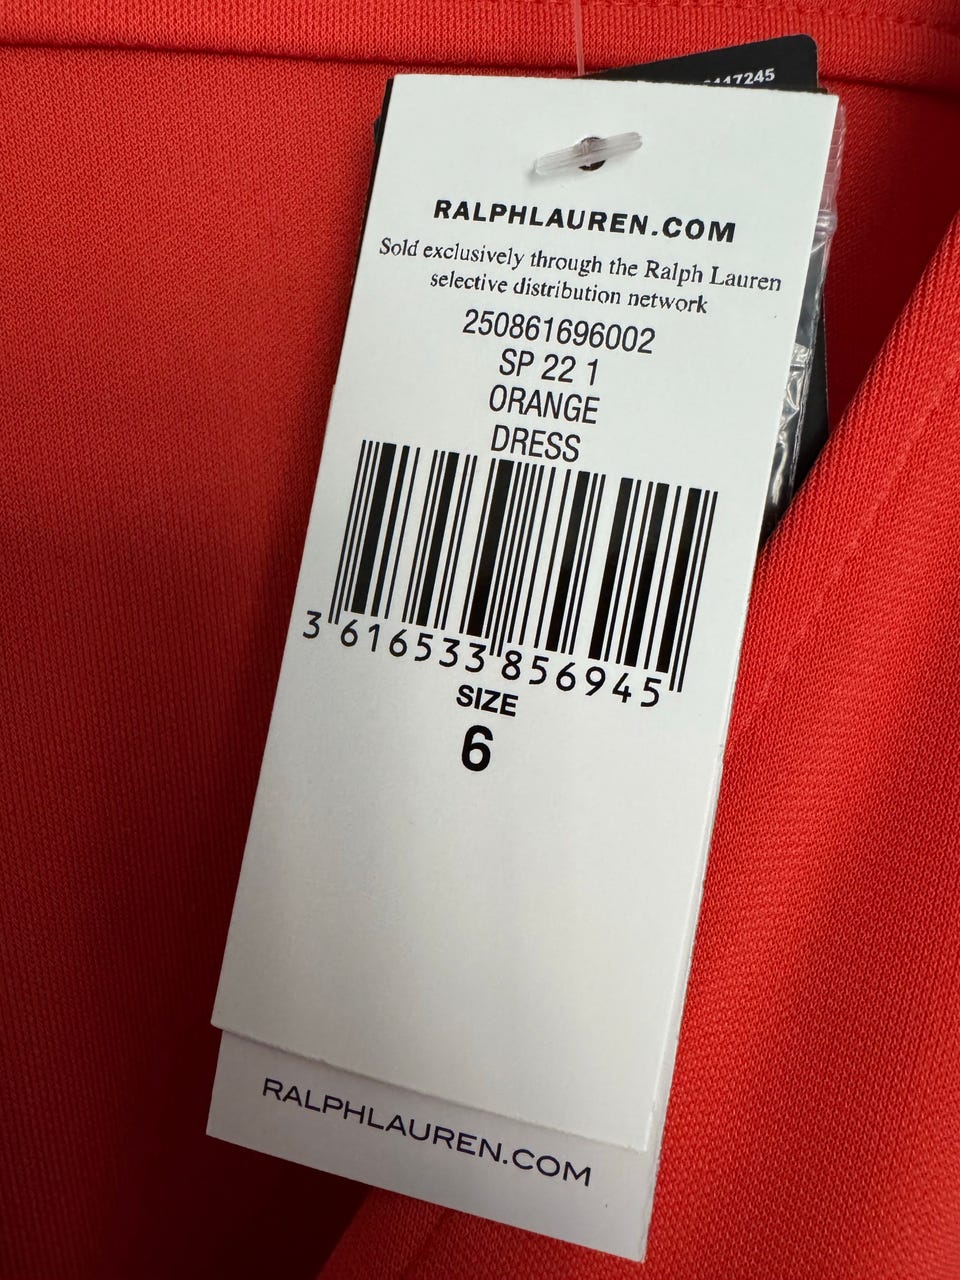 447245
RALPHLAUREN.COM
Sold exclusively through the Ralph Lauren
selective distribution network
250861696002
SP 22 1
ORANGE
DRESS
3 616533 856945
SIZE
6
RALPHLAUREN.COM